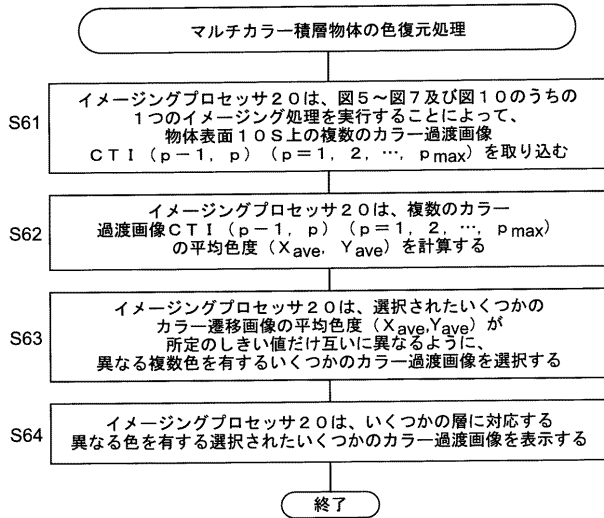 マルチカラー積層物体の色復元処理
S61
イメージングプロセッサ２０は、図５～図７及び図１０のうちの
１つのイメージング処理を実行することによって、
物体表面１０Ｓ上の複数のカラー過渡画像
ＣＴＩ（ｐ－１，ｐ）（ｐ＝１，２，…，ｐmax）を取り込む
S62
イメージングプロセッサ２０は、複数のカラー
過渡画像ＣＴＩ（ｐ－１，ｐ）（ｐ＝１，２，…，ｐmax）
の平均色度（Ｘave，Ｙave）を計算する
S63
イメージングプロセッサ２０は、選択されたいくつかの
カラー遷移画像の平均色度（Ｘave,Ｙave）が
所定のしきい値だけ互いに異なるように、
異なる複数色を有するいくつかのカラー過渡画像を選択する
S64
イメージングプロセッサ２０は、いくつかの層に対応する
異なる色を有する選択されたいくつかのカラー過渡画像を表示する
終了